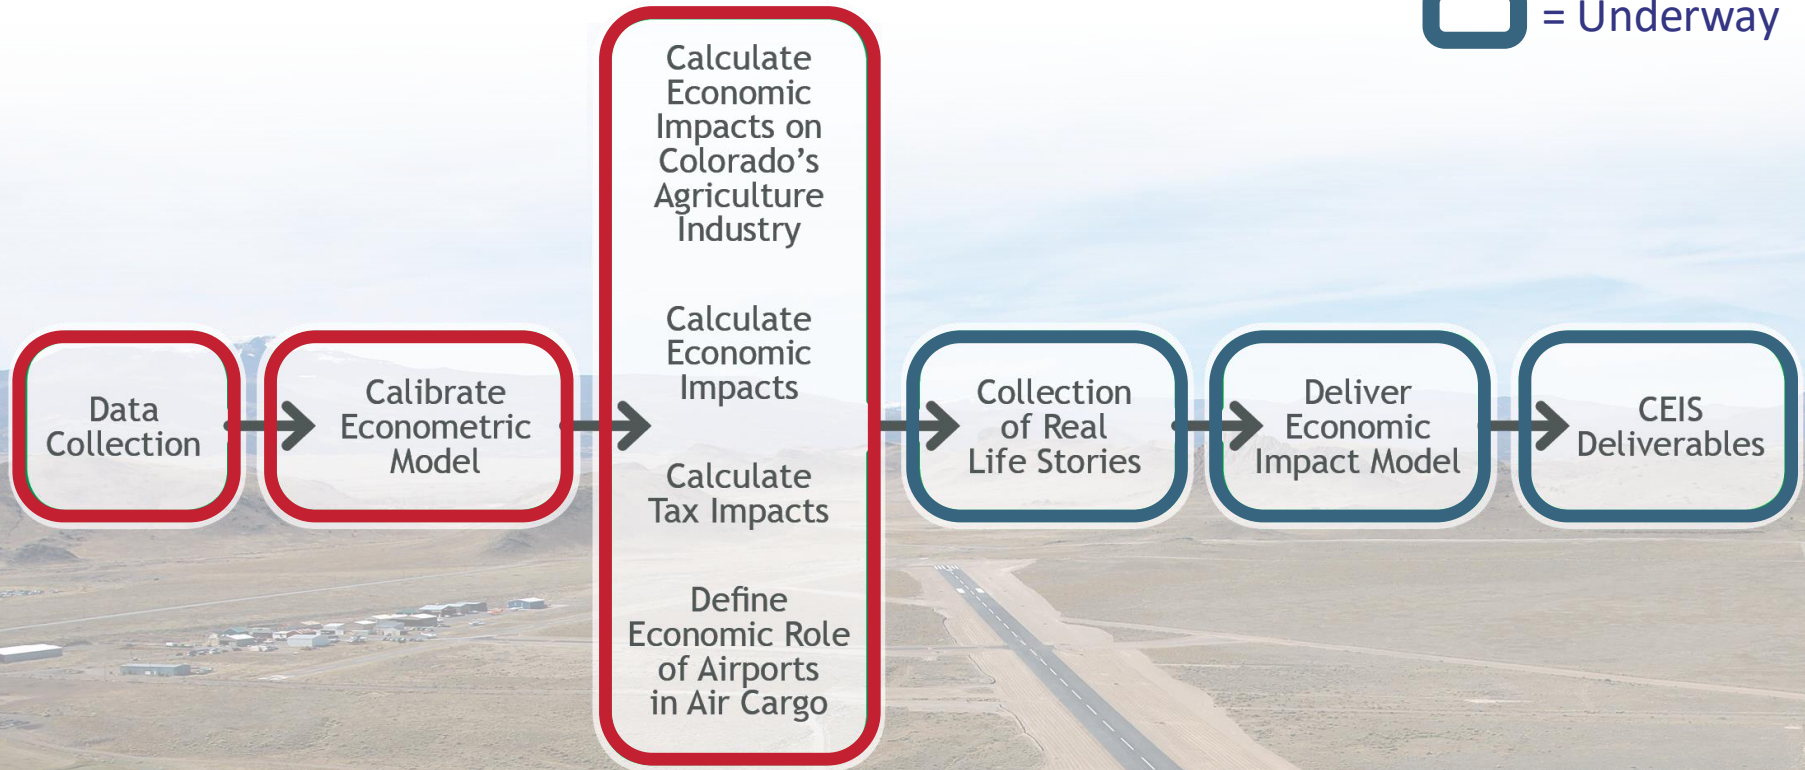 = Underway
Calculate
Economic
Impacts on
Colorado’s
Agriculture
Industry
Calculate
Economic
Impacts
Calculate
Tax Impacts
Define
Economic Role
of Airports
in Air Cargo
Data
Collection
Calibrate
Econometric
Model
Collection
of Real
Life Stories
Deliver
Economic
Impact Model
CEIS
Deliverables